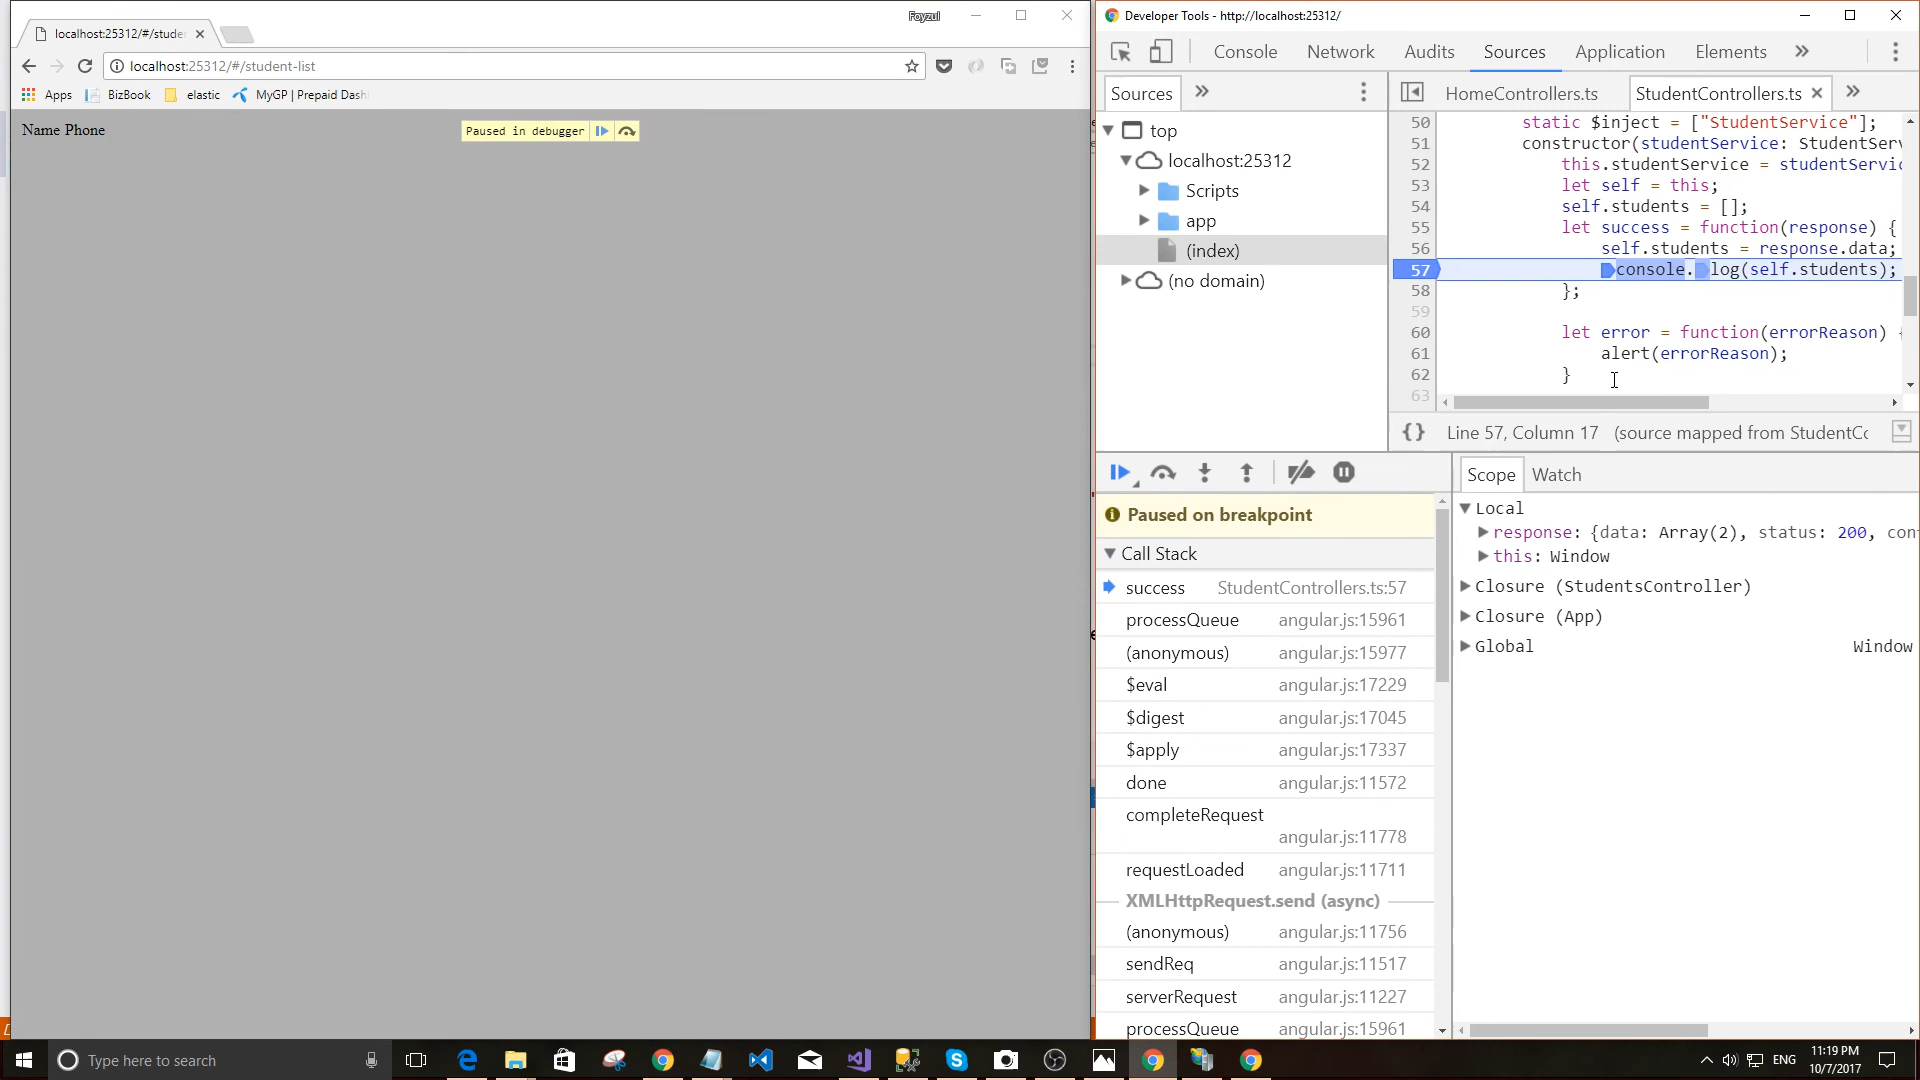 Foyzul
localhost:25312/#/stude
localhost:25312/#/student-list
Apps BizBook elastic MyGP | Prepaid Dash
Name Phone
Paused in debugger
Developer Tools - http://localhost:25312/
Console Network Audits Sources Application Elements
Sources
top
localhost:25312
Scripts
app
(index)
(no domain)
HomeControllers.ts StudentControllers.ts
50 static $inject = ["StudentService"];
51 constructor(studentService: StudentServ
52 this.studentService = studentServic
53 let self = this;
54 self.students = [];
55 let success = function(response) {
56 self.students = response.data;
57 console.log(self.students);
58 };
59
60 let error = function(errorReason) {
61 alert(errorReason);
62 }
63
{} Line 57, Column 17 (source mapped from StudentCo
Paused on breakpoint
Call Stack
success StudentControllers.ts:57
processQueue angular.js:15961
(anonymous) angular.js:15977
$eval angular.js:17229
$digest angular.js:17045
$apply angular.js:17337
done angular.js:11572
completeRequest
angular.js:11778
requestLoaded angular.js:11711
XMLHttpRequest.send (async)
(anonymous) angular.js:11756
sendReq angular.js:11517
serverRequest angular.js:11227
processQueue angular.js:15961
Scope Watch
Local
response: {data: Array(2), status: 200, con
this: Window
Closure (StudentsController)
Closure (App)
Global Window
Type here to search
ENG
11:19 PM
10/7/2017